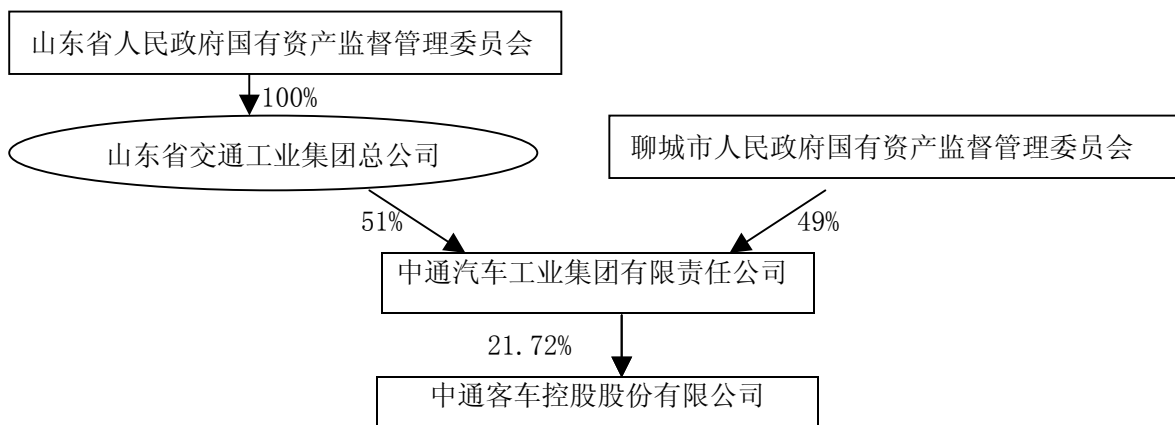 山东省人民政府国有资产监督管理委员会
100%
山东省交通工业集团总公司
聊城市人民政府国有资产监督管理委员会
51%
49%
中通汽车工业集团有限责任公司
21.72%
中通客车控股股份有限公司